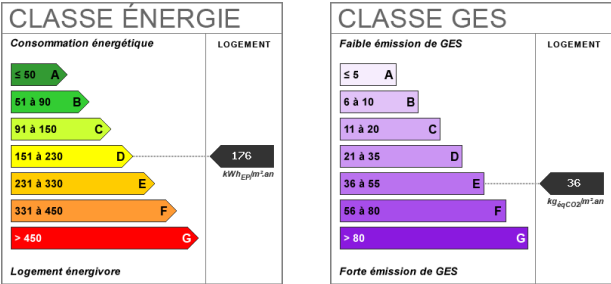 CLASSE ÉNERGIE
Consommation énergétique
LOGEMENT
≤ 50 A
51 à 90 B
91 à 150 C
151 à 230 D
176
kWhEP/m².an
231 à 330 E
331 à 450 F
> 450 G
Logement énergivore
CLASSE GES
Faible émission de GES
LOGEMENT
≤ 5 A
6 à 10 B
11 à 20 C
21 à 35 D
36 à 55 E
36
kgéqCO2/m².an
56 à 80 F
> 80 G
Forte émission de GES